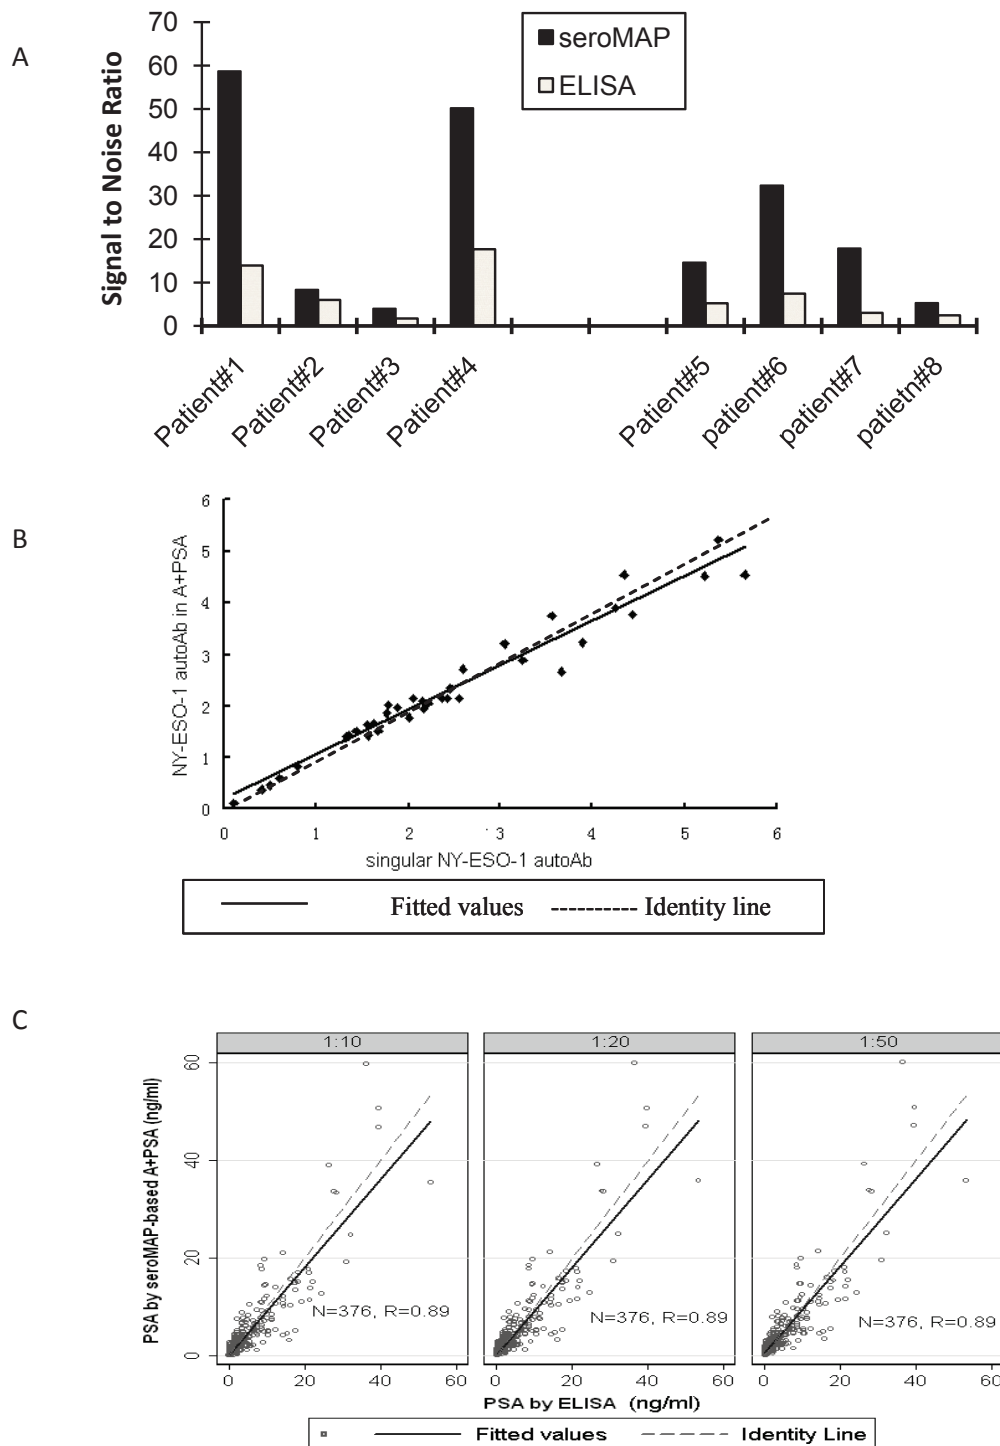 A
Signal to Noise Ratio
70
60
50
40
30
20
10
0
seroMAP
ELISA
Patient#1
Patient#2
Patient#3
Patient#4
Patient#5
patient#6
patient#7
patietn#8
B
NY-ESO-1 autoAb in A+PSA
6
5
4
3
2
1
0
0 1 2 3 4 5 6
singular NY-ESO-1 autoAb
Fitted values Identity line
C
1:10 1:20 1:50
PSA by seroMAP-based A+PSA (ng/ml)
60
40
20
0
N=376, R=0.89 N=376, R=0.89 N=376, R=0.89
0 20 40 60 0 20 40 60 0 20 40 60
PSA by ELISA (ng/ml)
Fitted values Identity Line